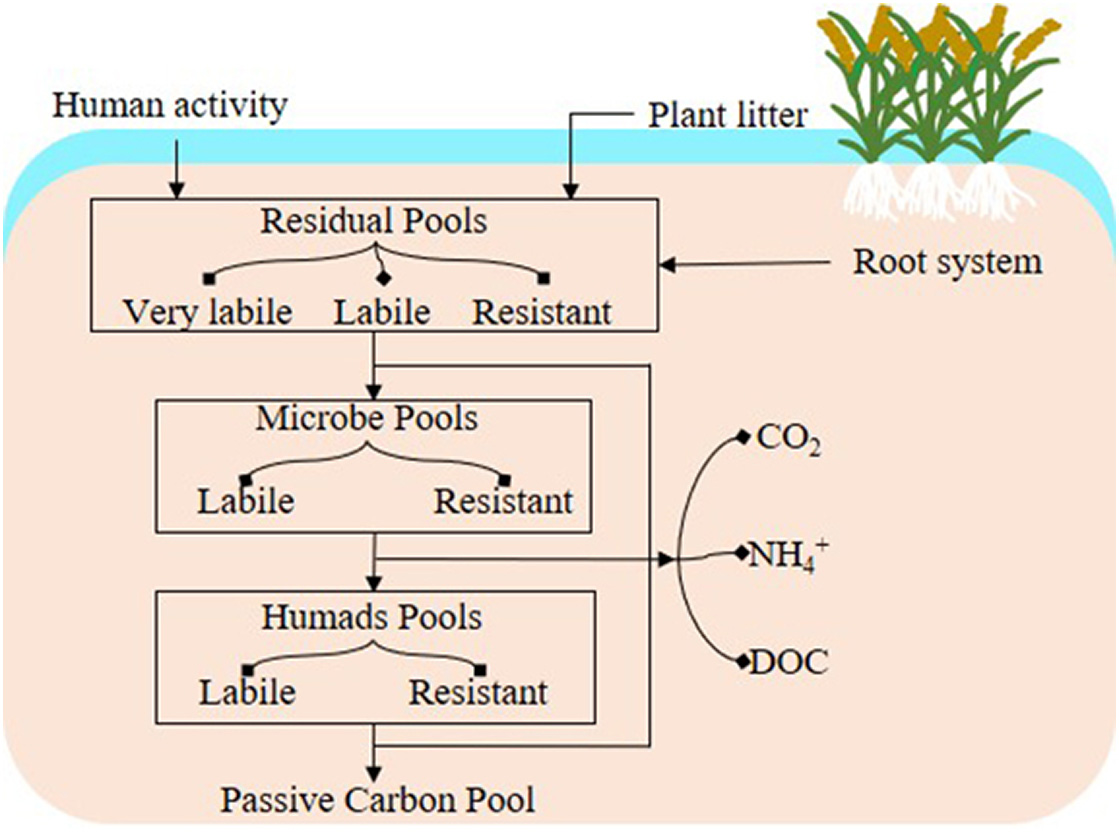 Human activity
Plant litter
Residual Pools
Root system
Very labile Labile Resistant
Microbe Pools
CO₂
Labile Resistant
NH₄⁺
Humads Pools
DOC
Labile Resistant
Passive Carbon Pool